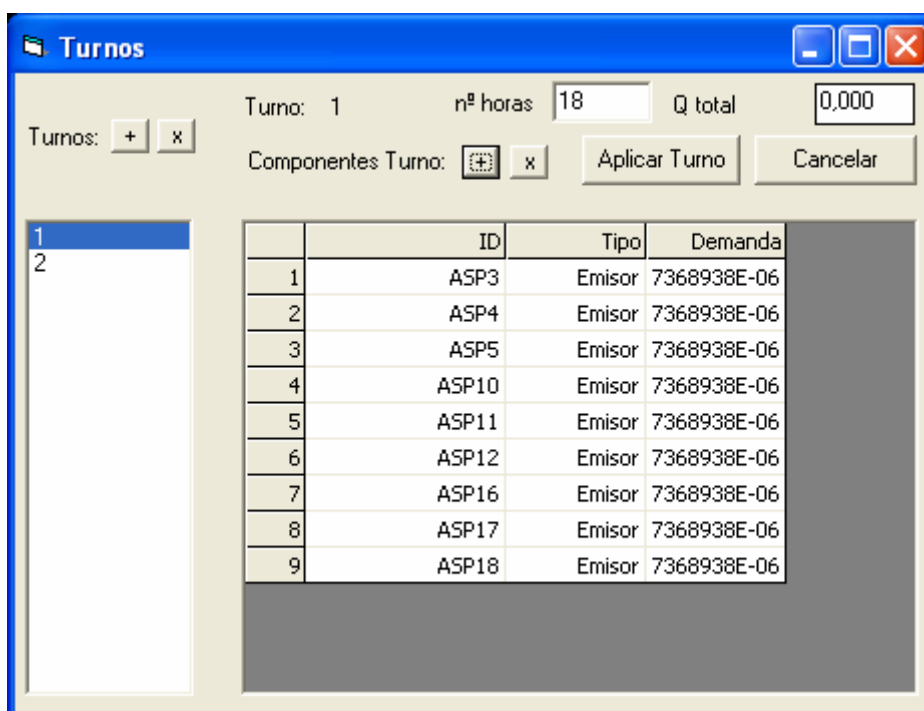 Turnos
Turno: 1 nº horas 18 Q total 0,000
Turnos: + x
Componentes Turno: + x Aplicar Turno Cancelar
1
2
ID Tipo Demanda
1 ASP3 Emisor 7368938E-06
2 ASP4 Emisor 7368938E-06
3 ASP5 Emisor 7368938E-06
4 ASP10 Emisor 7368938E-06
5 ASP11 Emisor 7368938E-06
6 ASP12 Emisor 7368938E-06
7 ASP16 Emisor 7368938E-06
8 ASP17 Emisor 7368938E-06
9 ASP18 Emisor 7368938E-06